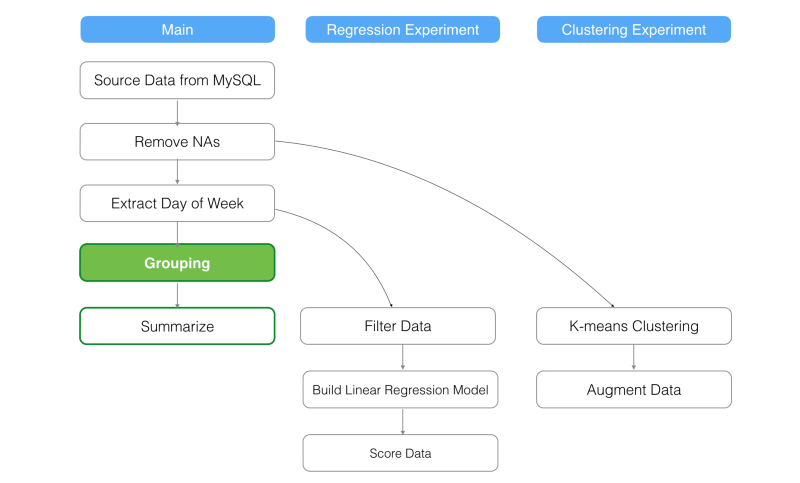 Main
Regression Experiment
Clustering Experiment
Source Data from MySQL
Remove NAs
Extract Day of Week
Grouping
Summarize
Filter Data
K-means Clustering
Build Linear Regression Model
Augment Data
Score Data